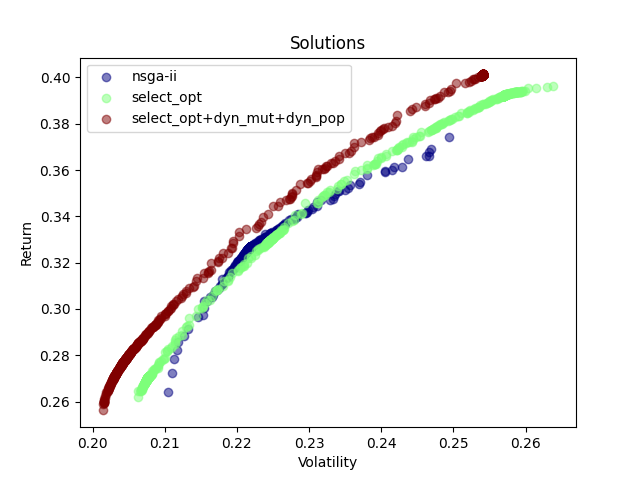 Solutions
nsga-ii
select_opt
select_opt+dyn_mut+dyn_pop
Return
0.40
0.38
0.36
0.34
0.32
0.30
0.28
0.26
0.20 0.21 0.22 0.23 0.24 0.25 0.26
Volatility